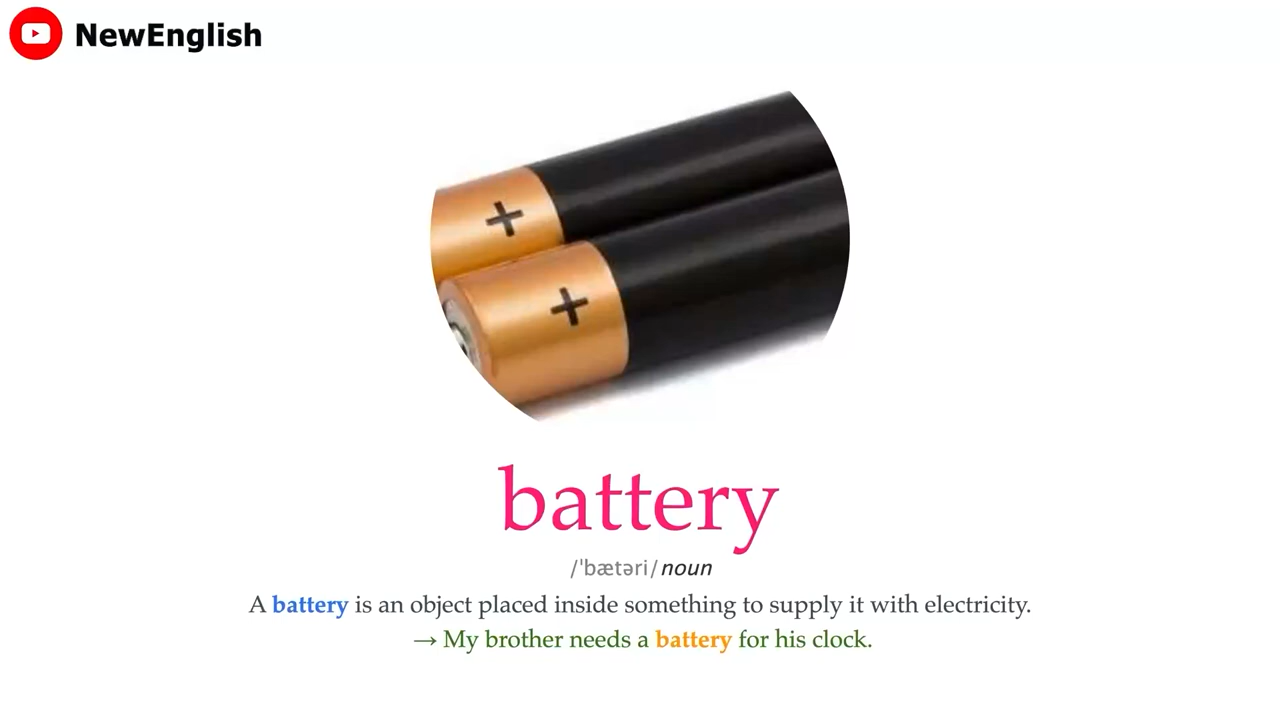 NewEnglish
+
+
battery
/ˈbætəri/ noun
A battery is an object placed inside something to supply it with electricity.
→ My brother needs a battery for his clock.